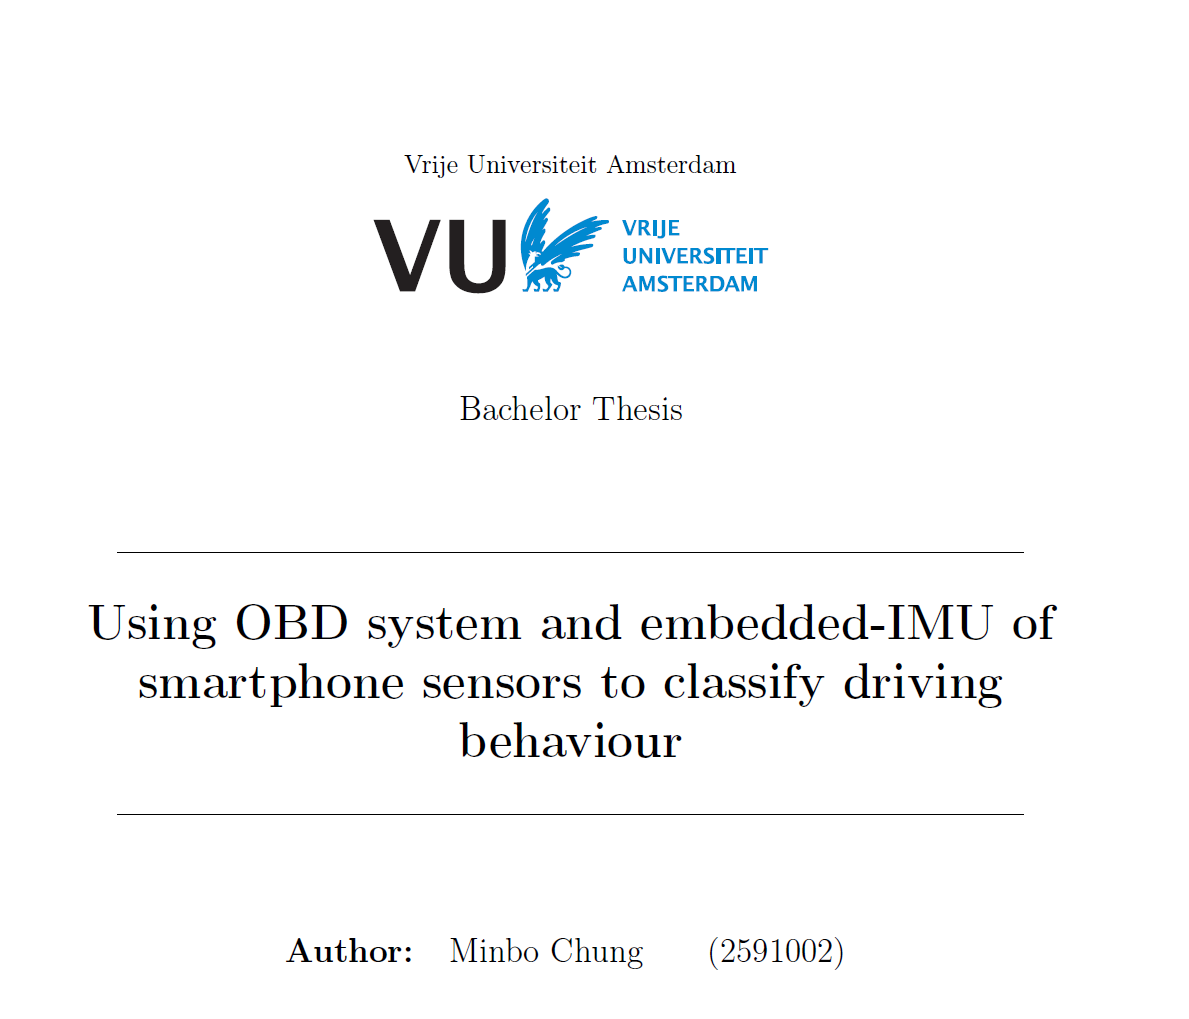 Vrije Universiteit Amsterdam
VU
VRIJE
UNIVERSITEIT
AMSTERDAM
Bachelor Thesis
Using OBD system and embedded-IMU of
smartphone sensors to classify driving
behaviour
Author: Minbo Chung (2591002)